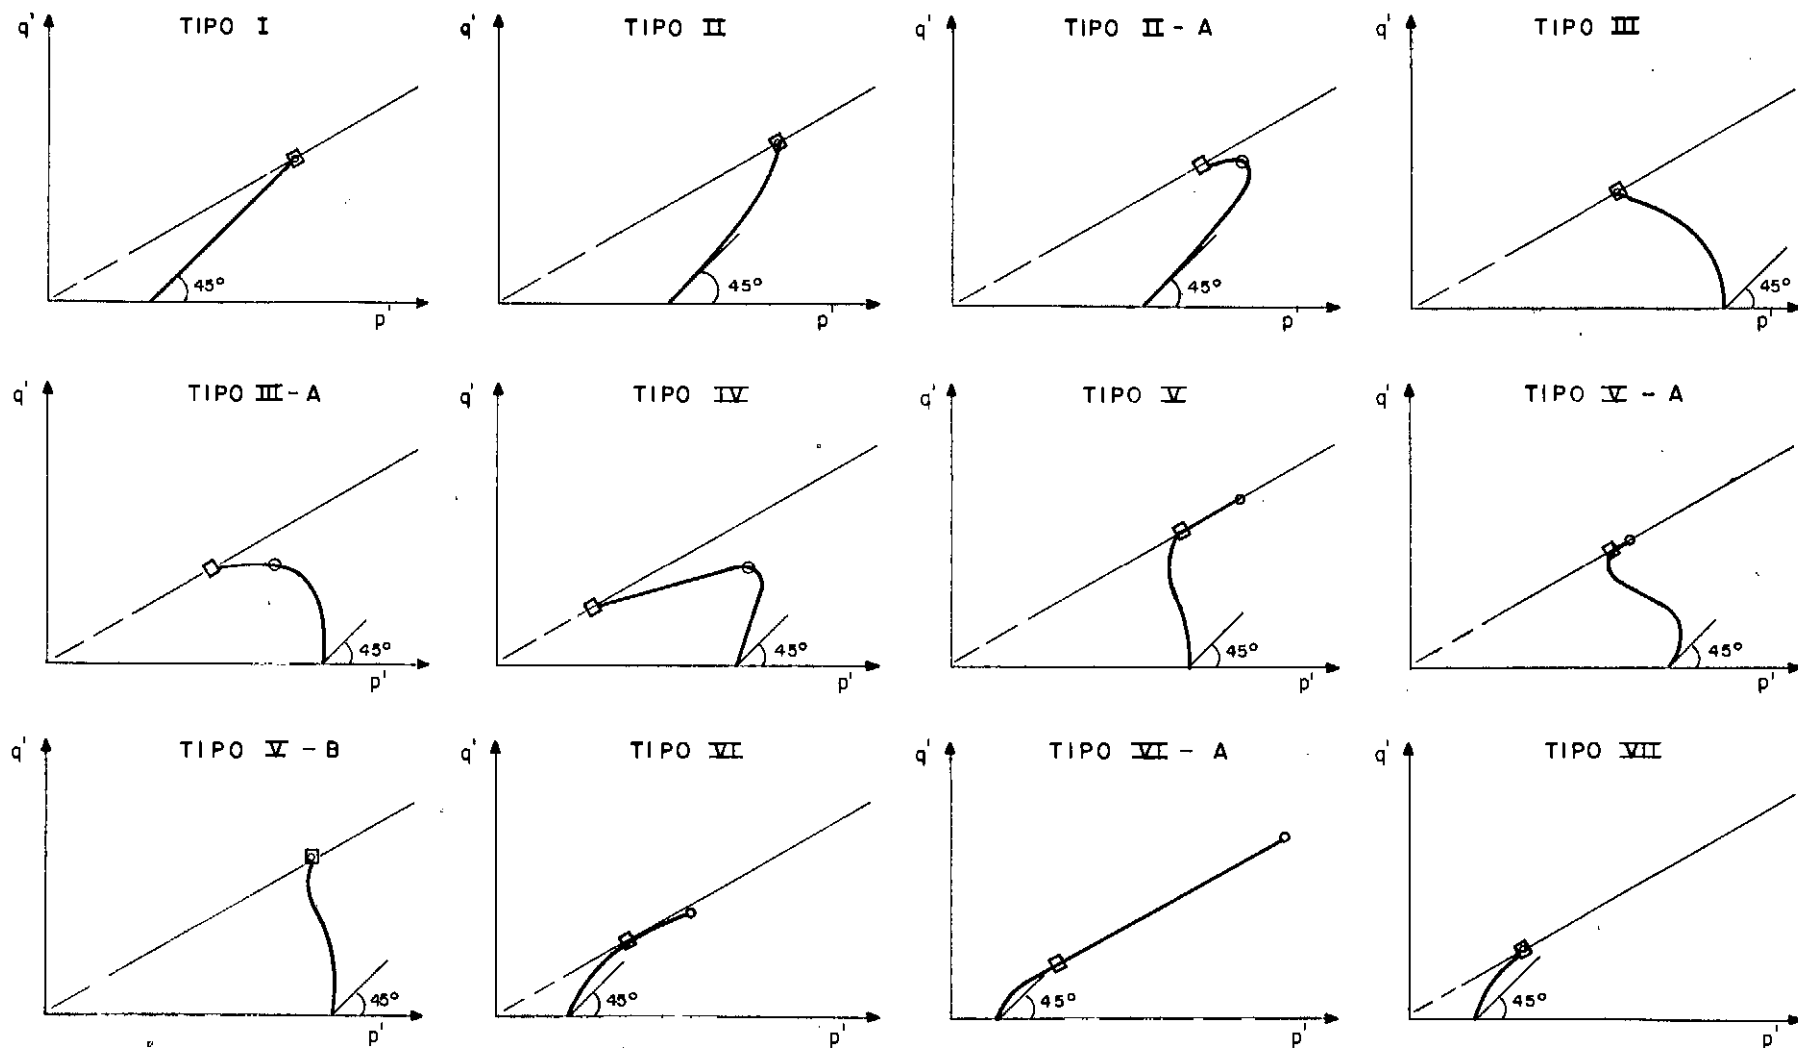 q'
TIPO I
45°
p'
q'
TIPO II
45°
p'
q'
TIPO II - A
45°
p'
q'
TIPO III
45°
p'
q'
TIPO III - A
45°
p'
q'
TIPO IV
45°
p'
q'
TIPO V
45°
p'
q'
TIPO V - A
45°
p'
q'
TIPO V - B
45°
p'
q'
TIPO VI
45°
p'
q'
TIPO VI - A
45°
p'
q'
TIPO VII
45°
p'